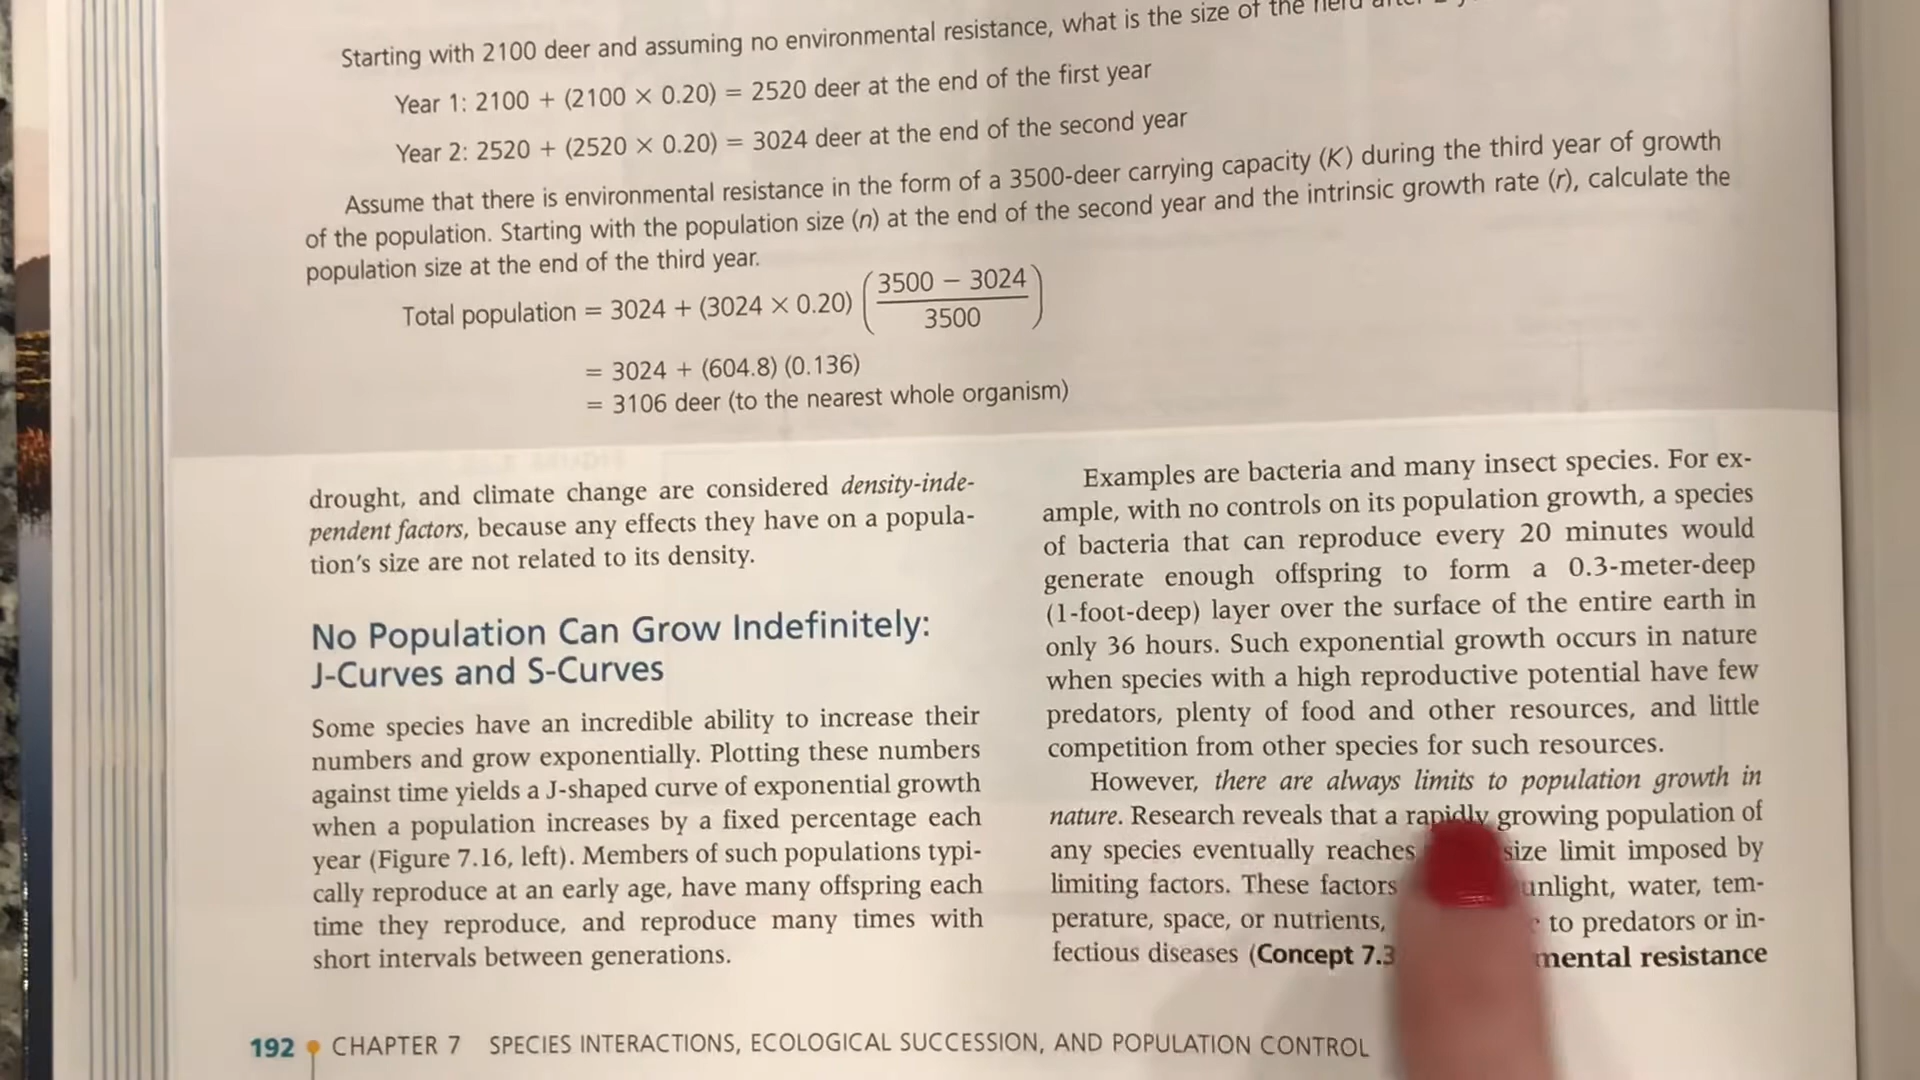 Starting with 2100 deer and assuming no environmental resistance, what is the size of the herd after 2
Year 1: 2100 + (2100 × 0.20) = 2520 deer at the end of the first year
Year 2: 2520 + (2520 × 0.20) = 3024 deer at the end of the second year
Assume that there is environmental resistance in the form of a 3500-deer carrying capacity (K) during the third year of growth
of the population. Starting with the population size (n) at the end of the second year and the intrinsic growth rate (r), calculate the
population size at the end of the third year.
Total population = 3024 + (3024 × 0.20) (3500 − 3024 / 3500)
= 3024 + (604.8) (0.136)
= 3106 deer (to the nearest whole organism)
drought, and climate change are considered density-inde-
pendent factors, because any effects they have on a popula-
tion's size are not related to its density.
No Population Can Grow Indefinitely:
J-Curves and S-Curves
Some species have an incredible ability to increase their
numbers and grow exponentially. Plotting these numbers
against time yields a J-shaped curve of exponential growth
when a population increases by a fixed percentage each
year (Figure 7.16, left). Members of such populations typi-
cally reproduce at an early age, have many offspring each
time they reproduce, and reproduce many times with
short intervals between generations.
Examples are bacteria and many insect species. For ex-
ample, with no controls on its population growth, a species
of bacteria that can reproduce every 20 minutes would
generate enough offspring to form a 0.3-meter-deep
(1-foot-deep) layer over the surface of the entire earth in
only 36 hours. Such exponential growth occurs in nature
when species with a high reproductive potential have few
predators, plenty of food and other resources, and little
competition from other species for such resources.
However, there are always limits to population growth in
nature. Research reveals that a rapidly growing population of
any species eventually reaches size limit imposed by
limiting factors. These factors unlight, water, tem-
perature, space, or nutrients, to predators or in-
fectious diseases (Concept 7.3 mental resistance
192 CHAPTER 7 SPECIES INTERACTIONS, ECOLOGICAL SUCCESSION, AND POPULATION CONTROL